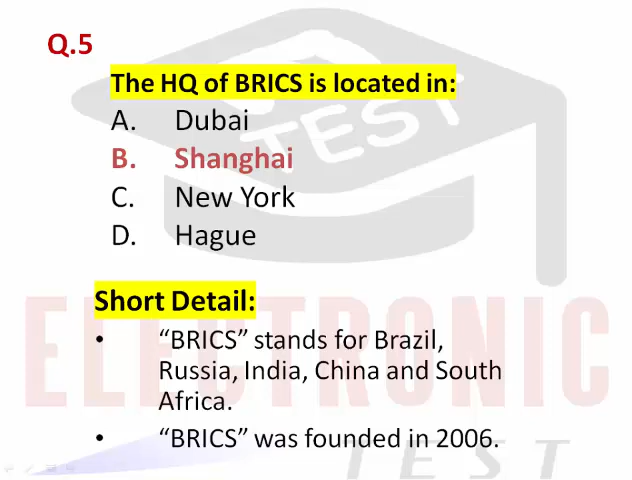 Q.5
The HQ of BRICS is located in:
A. Dubai
B. Shanghai
C. New York
D. Hague
Short Detail:
• “BRICS” stands for Brazil,
Russia, India, China and South
Africa.
• “BRICS” was founded in 2006.
TEST
ELECTRONIC
TEST